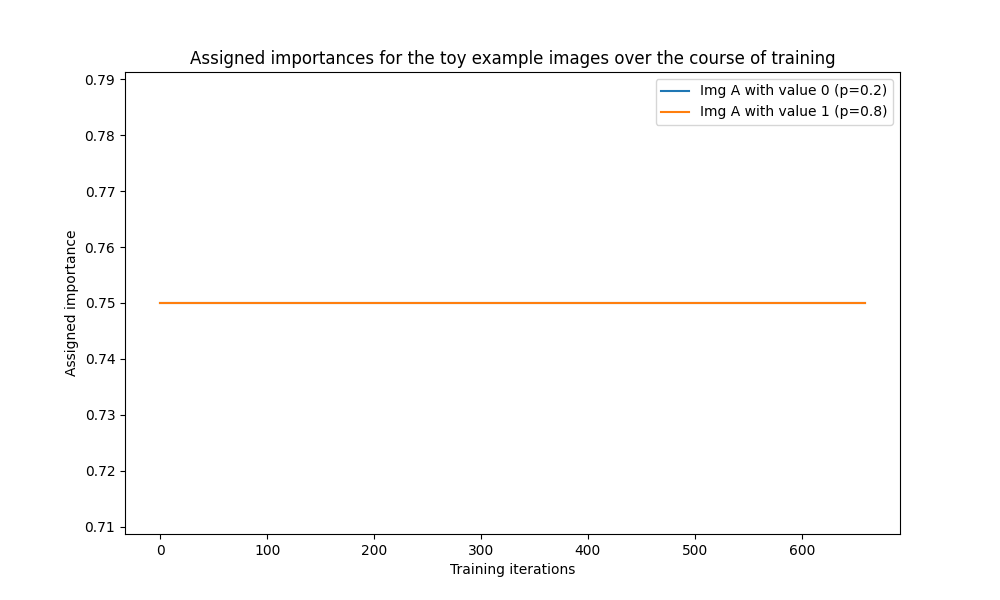 Assigned importances for the toy example images over the course of training
Img A with value 0 (p=0.2)
Img A with value 1 (p=0.8)
Assigned importance
0.79
0.78
0.77
0.76
0.75
0.74
0.73
0.72
0.71
0 100 200 300 400 500 600
Training iterations